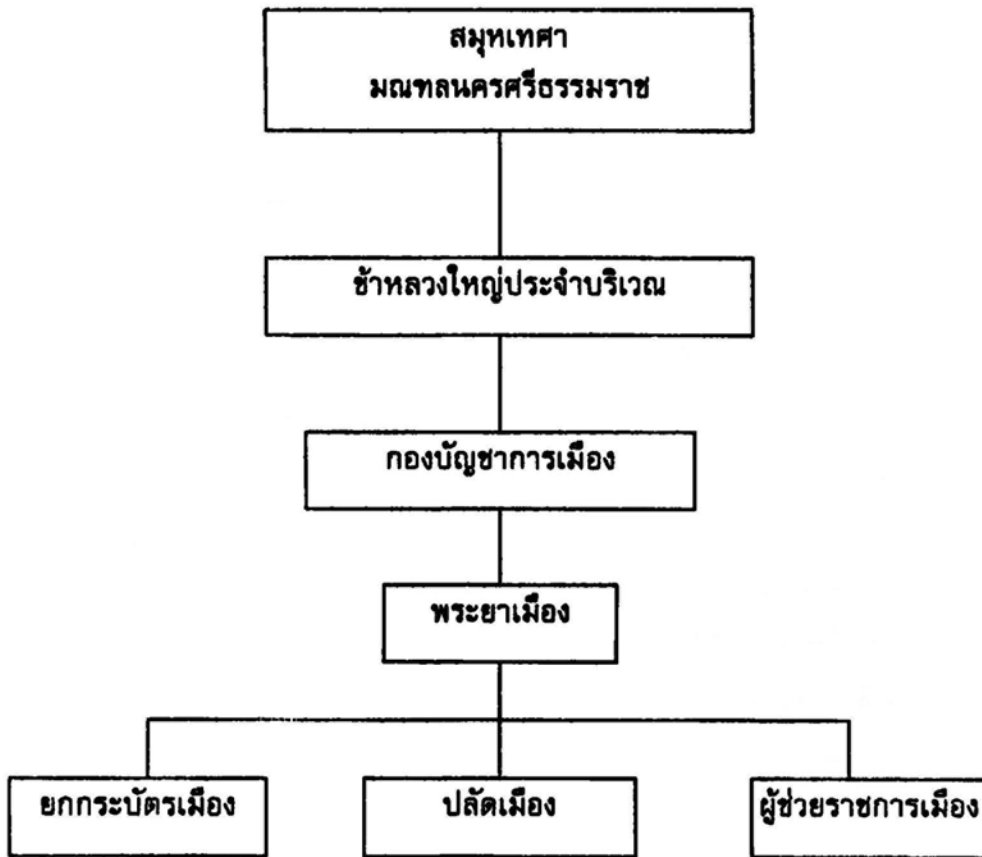 สมุหเทศา
มณฑลนครศรีธรรมราช
ข้าหลวงใหญ่ประจำบริเวณ
กองบัญชาการเมือง
พระยาเมือง
ยกกระบัตรเมือง
ปลัดเมือง
ผู้ช่วยราชการเมือง